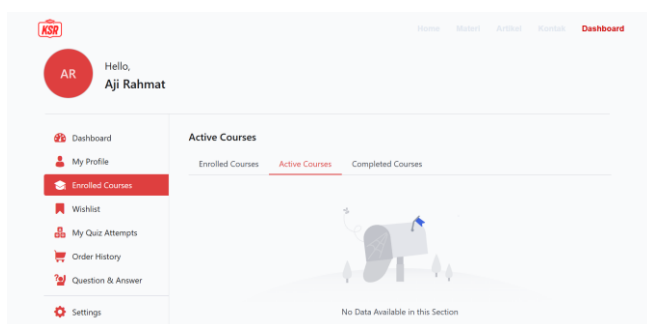 KSR
Home Materi Artikel Kontak Dashboard
AR
Hello,
Aji Rahmat
Dashboard
My Profile
Enrolled Courses
Wishlist
My Quiz Attempts
Order History
Question & Answer
Settings
Active Courses
Enrolled Courses Active Courses Completed Courses
No Data Available in this Section